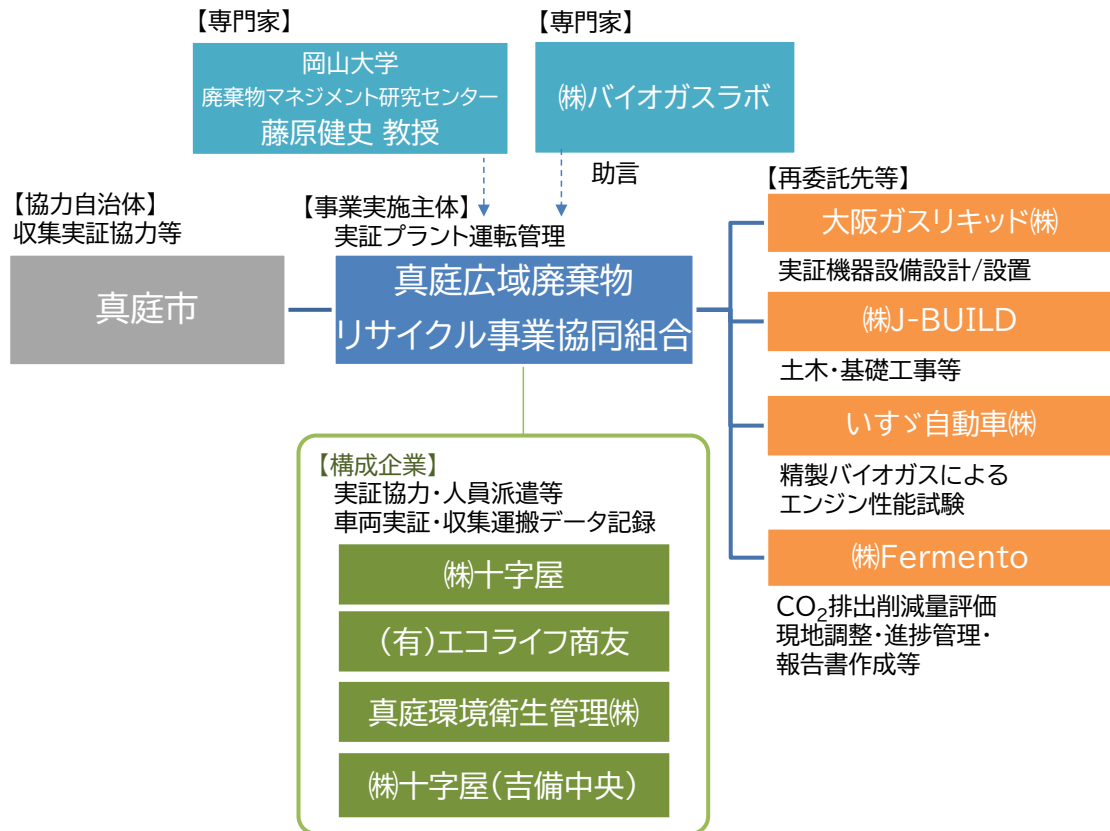 【専門家】
岡山大学
廃棄物マネジメント研究センター
藤原健史 教授
【専門家】
㈱バイオガスラボ
助言
【協力自治体】
収集実証協力等
真庭市
【事業実施主体】
実証プラント運転管理
真庭広域廃棄物
リサイクル事業協同組合
【再委託先等】
大阪ガスリキッド㈱
実証機器設備設計/設置
㈱J-BUILD
土木・基礎工事等
いすゞ自動車㈱
精製バイオガスによる
エンジン性能試験
㈱Fermento
CO₂排出削減量評価
現地調整・進捗管理・
報告書作成等
【構成企業】
実証協力・人員派遣等
車両実証・収集運搬データ記録
㈱十字屋
(有)エコライフ商友
真庭環境衛生管理㈱
㈱十字屋(吉備中央)